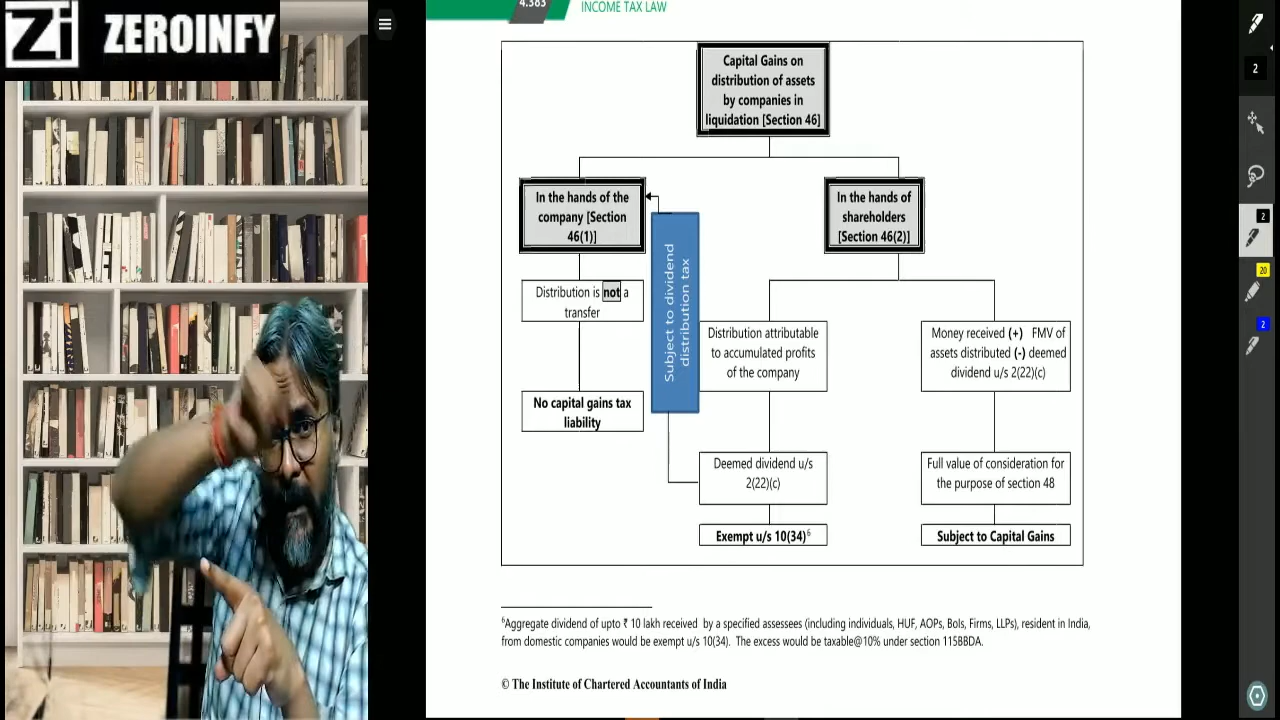 Zi ZEROINFY
4.383
INCOME TAX LAW
Capital Gains on
distribution of assets
by companies in
liquidation [Section 46]
In the hands of the
company [Section
46(1)]
In the hands of
shareholders
[Section 46(2)]
Distribution is not a
transfer
No capital gains tax
liability
Subject to dividend
distribution tax
Distribution attributable
to accumulated profits
of the company
Money received (+) FMV of
assets distributed (-) deemed
dividend u/s 2(22)(c)
Deemed dividend u/s
2(22)(c)
Full value of consideration for
the purpose of section 48
Exempt u/s 10(34)6
Subject to Capital Gains
6Aggregate dividend of upto ₹ 10 lakh received by a specified assessees (including individuals, HUF, AOPs, BoIs, Firms, LLPs), resident in India,
from domestic companies would be exempt u/s 10(34). The excess would be taxable@10% under section 115BBDA.
© The Institute of Chartered Accountants of India
2
2
20
2